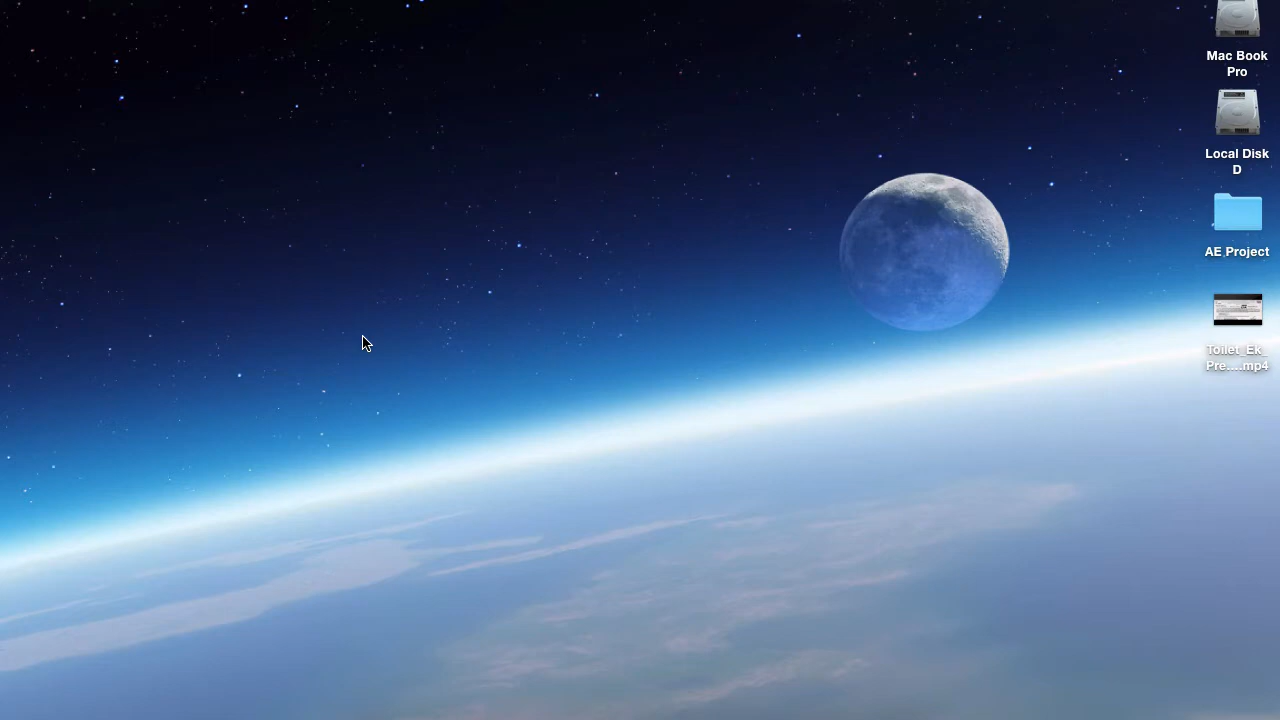 Mac Book
Pro
Local Disk
D
AE Project
Toilet_Ek_
Pre....mp4